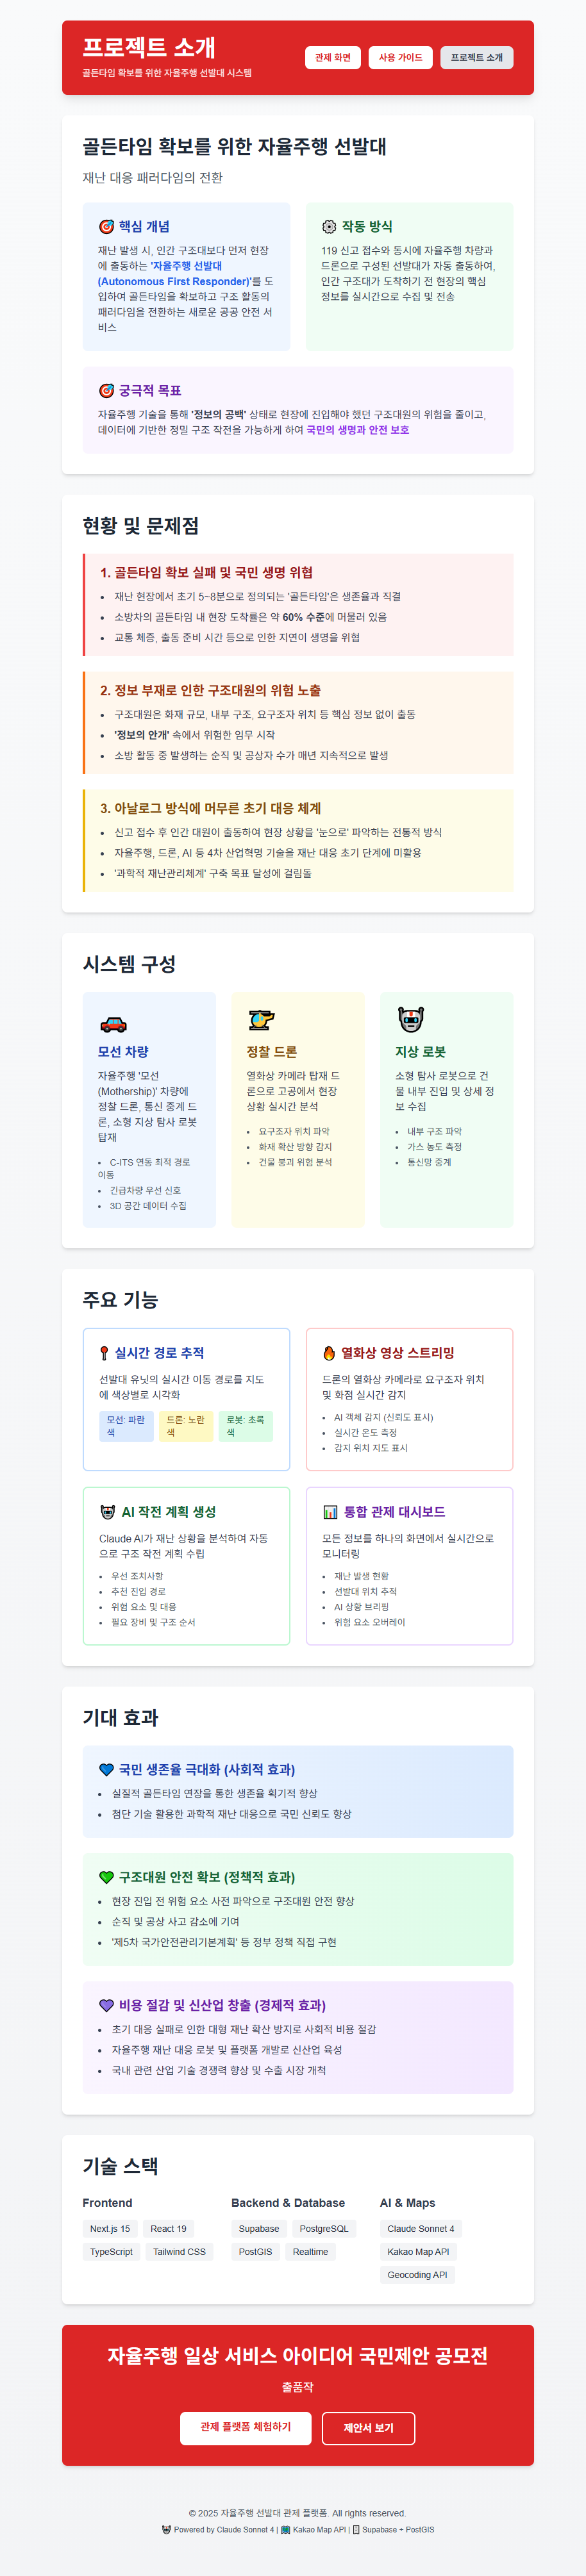 프로젝트 소개
골든타임 확보를 위한 자율주행 선발대 시스템
관제 화면
사용 가이드
프로젝트 소개
골든타임 확보를 위한 자율주행 선발대
재난 대응 패러다임의 전환
핵심 개념
재난 발생 시, 인간 구조대보다 먼저 현장
에 출동하는 '자율주행 선발대
(Autonomous First Responder)'를 도
입하여 골든타임을 확보하고 구조 활동의
패러다임을 전환하는 새로운 공공 안전 서
비스
작동 방식
119 신고 접수와 동시에 자율주행 차량과
드론으로 구성된 선발대가 자동 출동하여,
인간 구조대가 도착하기 전 현장의 핵심
정보를 실시간으로 수집 및 전송
궁극적 목표
자율주행 기술을 통해 '정보의 공백' 상태로 현장에 진입해야 했던 구조대원의 위험을 줄이고,
데이터에 기반한 정밀 구조 작전을 가능하게 하여 국민의 생명과 안전 보호
현황 및 문제점
1. 골든타임 확보 실패 및 국민 생명 위협
• 재난 현장에서 초기 5~8분으로 정의되는 '골든타임'은 생존율과 직결
• 소방차의 골든타임 내 현장 도착률은 약 60% 수준에 머물러 있음
• 교통 체증, 출동 준비 시간 등으로 인한 지연이 생명을 위협
2. 정보 부재로 인한 구조대원의 위험 노출
• 구조대원은 화재 규모, 내부 구조, 요구조자 위치 등 핵심 정보 없이 출동
• '정보의 안개' 속에서 위험한 임무 시작
• 소방 활동 중 발생하는 순직 및 공상자 수가 매년 지속적으로 발생
3. 아날로그 방식에 머무른 초기 대응 체계
• 신고 접수 후 인간 대원이 출동하여 현장 상황을 '눈으로' 파악하는 전통적 방식
• 자율주행, 드론, AI 등 4차 산업혁명 기술을 재난 대응 초기 단계에 미활용
• '과학적 재난관리체계' 구축 목표 달성에 걸림돌
시스템 구성
모선 차량
자율주행 '모선
(Mothership)' 차량에
정찰 드론, 통신 중계 드
론, 소형 지상 탐사 로봇
탑재
• C-ITS 연동 최적 경로
이동
• 긴급차량 우선 신호
• 3D 공간 데이터 수집
정찰 드론
열화상 카메라 탑재 드
론으로 고공에서 현장
상황 실시간 분석
• 요구조자 위치 파악
• 화재 확산 방향 감지
• 건물 붕괴 위험 분석
지상 로봇
소형 탐사 로봇으로 건
물 내부 진입 및 상세 정
보 수집
• 내부 구조 파악
• 가스 농도 측정
• 통신망 중계
주요 기능
실시간 경로 추적
선발대 유닛의 실시간 이동 경로를 지도
에 색상별로 시각화
모선: 파란
색
드론: 노란
색
로봇: 초록
색
열화상 영상 스트리밍
드론의 열화상 카메라로 요구조자 위치
및 화점 실시간 감지
• AI 객체 감지 (신뢰도 표시)
• 실시간 온도 측정
• 감지 위치 지도 표시
AI 작전 계획 생성
Claude AI가 재난 상황을 분석하여 자동
으로 구조 작전 계획 수립
• 우선 조치사항
• 추천 진입 경로
• 위험 요소 및 대응
• 필요 장비 및 구조 순서
통합 관제 대시보드
모든 정보를 하나의 화면에서 실시간으로
모니터링
• 재난 발생 현황
• 선발대 위치 추적
• AI 상황 브리핑
• 위험 요소 오버레이
기대 효과
국민 생존율 극대화 (사회적 효과)
• 실질적 골든타임 연장을 통한 생존율 획기적 향상
• 첨단 기술 활용한 과학적 재난 대응으로 국민 신뢰도 향상
구조대원 안전 확보 (정책적 효과)
• 현장 진입 전 위험 요소 사전 파악으로 구조대원 안전 향상
• 순직 및 공상 사고 감소에 기여
• '제5차 국가안전관리기본계획' 등 정부 정책 직접 구현
비용 절감 및 신산업 창출 (경제적 효과)
• 초기 대응 실패로 인한 대형 재난 확산 방지로 사회적 비용 절감
• 자율주행 재난 대응 로봇 및 플랫폼 개발로 신산업 육성
• 국내 관련 산업 기술 경쟁력 향상 및 수출 시장 개척
기술 스택
Frontend
Next.js 15
React 19
TypeScript
Tailwind CSS
Backend & Database
Supabase
PostgreSQL
PostGIS
Realtime
AI & Maps
Claude Sonnet 4
Kakao Map API
Geocoding API
자율주행 일상 서비스 아이디어 국민제안 공모전
출품작
관제 플랫폼 체험하기
제안서 보기
© 2025 자율주행 선발대 관제 플랫폼. All rights reserved.
Powered by Claude Sonnet 4 | Kakao Map API | Supabase + PostGIS